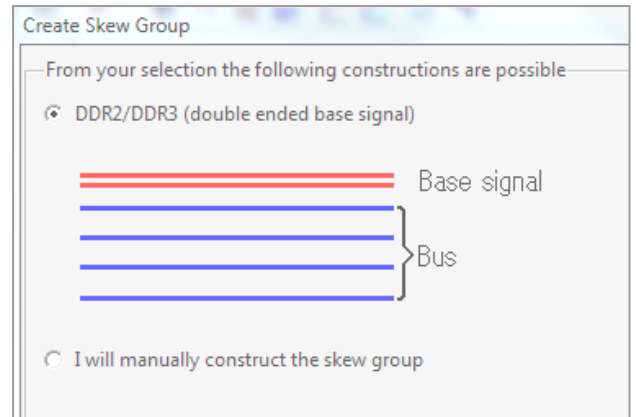 Create Skew Group
From your selection the following constructions are possible
DDR2/DDR3 (double ended base signal)
Base signal
Bus
I will manually construct the skew group